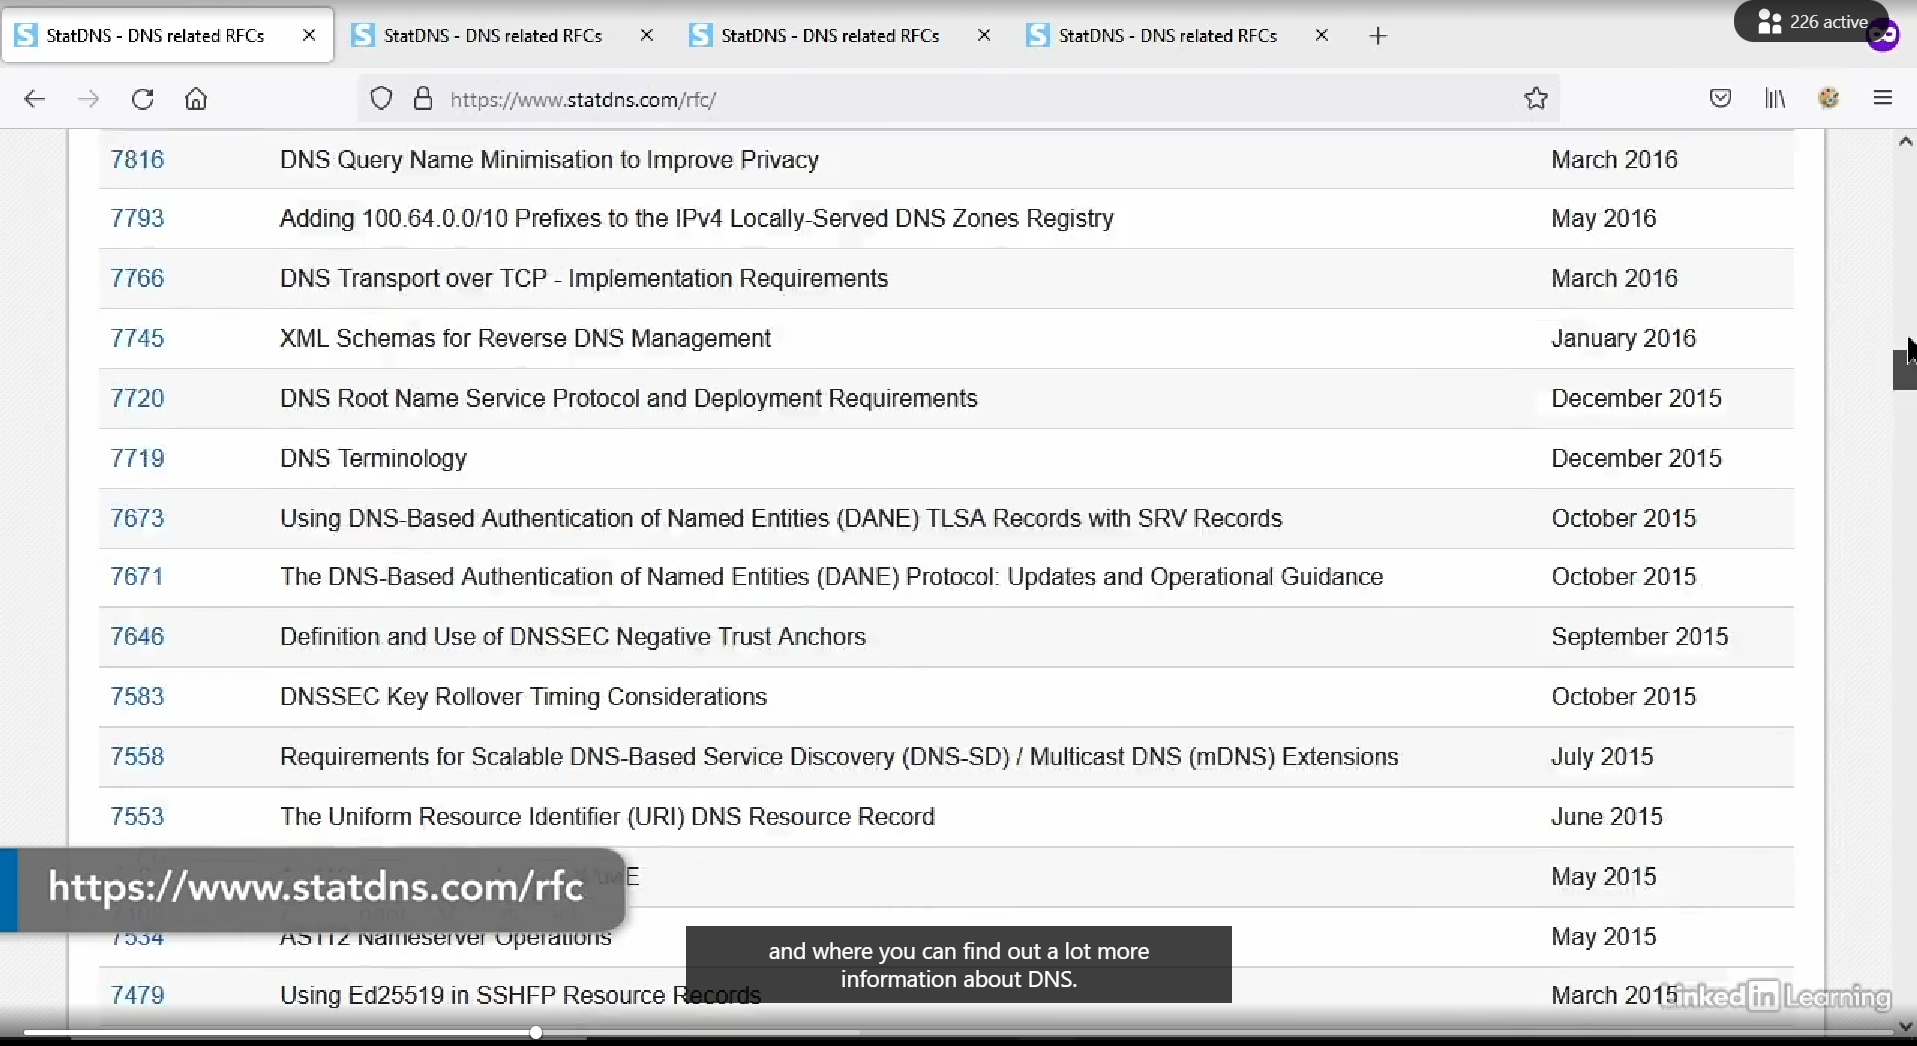 StatDNS - DNS related RFCs
StatDNS - DNS related RFCs
StatDNS - DNS related RFCs
StatDNS - DNS related RFCs
226 active
https://www.statdns.com/rfc/
7816 DNS Query Name Minimisation to Improve Privacy March 2016
7793 Adding 100.64.0.0/10 Prefixes to the IPv4 Locally-Served DNS Zones Registry May 2016
7766 DNS Transport over TCP - Implementation Requirements March 2016
7745 XML Schemas for Reverse DNS Management January 2016
7720 DNS Root Name Service Protocol and Deployment Requirements December 2015
7719 DNS Terminology December 2015
7673 Using DNS-Based Authentication of Named Entities (DANE) TLSA Records with SRV Records October 2015
7671 The DNS-Based Authentication of Named Entities (DANE) Protocol: Updates and Operational Guidance October 2015
7646 Definition and Use of DNSSEC Negative Trust Anchors September 2015
7583 DNSSEC Key Rollover Timing Considerations October 2015
7558 Requirements for Scalable DNS-Based Service Discovery (DNS-SD) / Multicast DNS (mDNS) Extensions July 2015
7553 The Uniform Resource Identifier (URI) DNS Resource Record June 2015
May 2015
https://www.statdns.com/rfc
7534 AS112 Nameserver Operations May 2015
and where you can find out a lot more
information about DNS.
7479 Using Ed25519 in SSHFP Resource Records March 2015
Linked in Learning